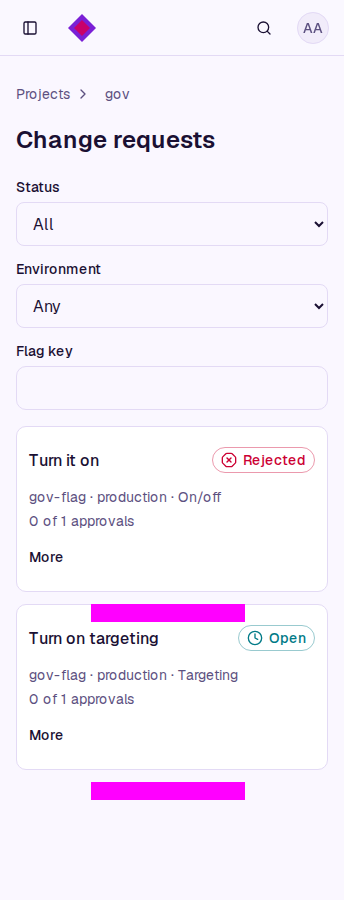 AA
Projects > gov
Change requests
Status
All
Environment
Any
Flag key
Turn it on
Rejected
gov-flag · production · On/off
0 of 1 approvals
More
Turn on targeting
Open
gov-flag · production · Targeting
0 of 1 approvals
More